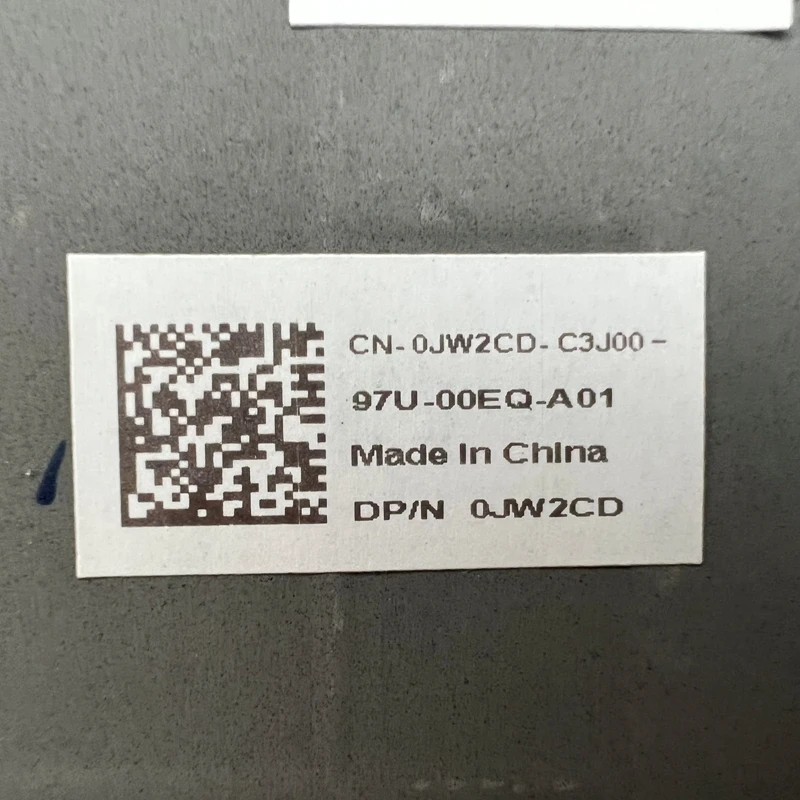 CN-0JW2CD-C3J00-
97U-00EQ-A01
Made In China
DP/N 0JW2CD